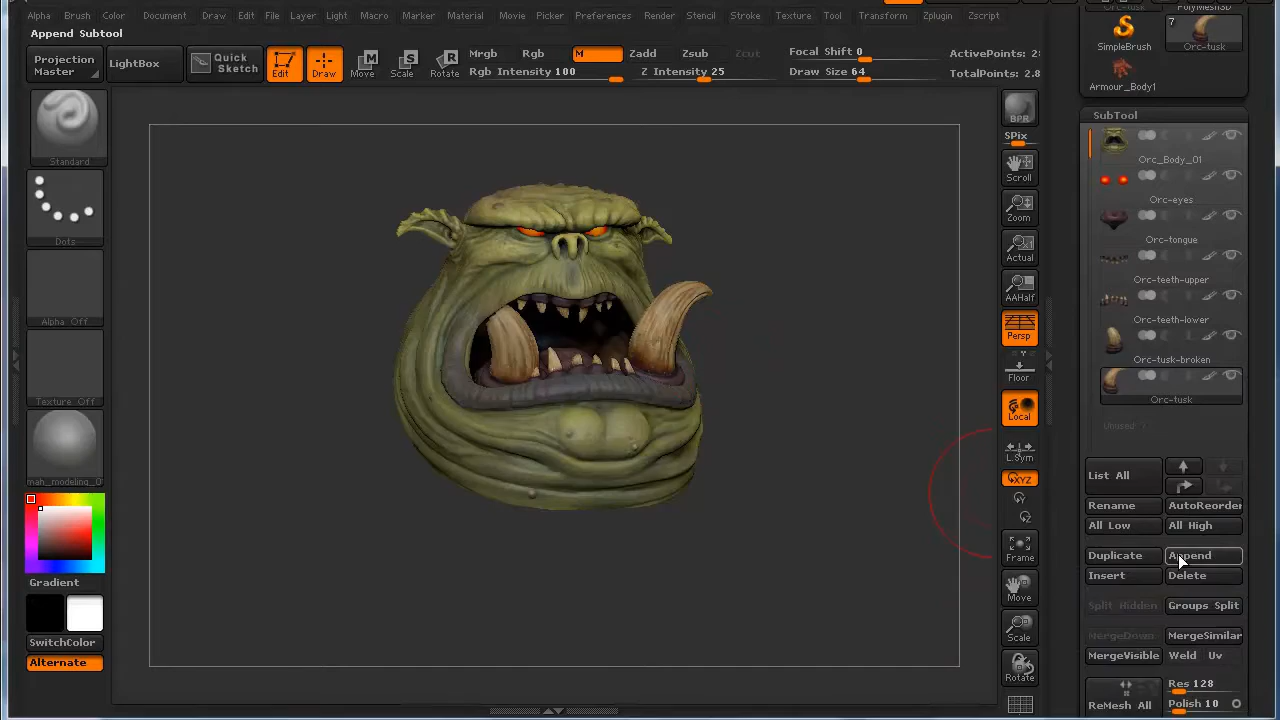 Alpha Brush Color Document Draw Edit File Layer Light Macro Marker Material Movie Picker Preferences Render Stencil Stroke Texture Tool Transform Zplugin Zscript
Append Subtool
Projection Master
LightBox
Quick Sketch
Edit
Draw
Move
Scale
Rotate
Mrgb Rgb M Zadd Zsub Zcut
Rgb Intensity 100
Z Intensity 25
Focal Shift 0
Draw Size 64
ActivePoints:
TotalPoints: 2.8
Standard
Dots
Alpha Off
Texture Off
Gradient
SwitchColor
Alternate
BPR
SPix
Scroll
Zoom
Actual
AAHalf
Persp
Floor
Local
L.Sym
XYZ
Y
Z
Frame
Move
Scale
Rotate
PolyMesh3D
7
SimpleBrush
Orc-tusk
Armour_Body1
SubTool
Orc_Body_01
Orc-eyes
Orc-tongue
Orc-teeth-upper
Orc-teeth-lower
Orc-tusk-broken
Orc-tusk
List All
Rename AutoReorder
All Low All High
Duplicate Append
Insert Delete
Split Hidden Groups Split
MergeDown MergeSimilar
MergeVisible Weld Uv
ReMesh All
Res 128
Polish 10